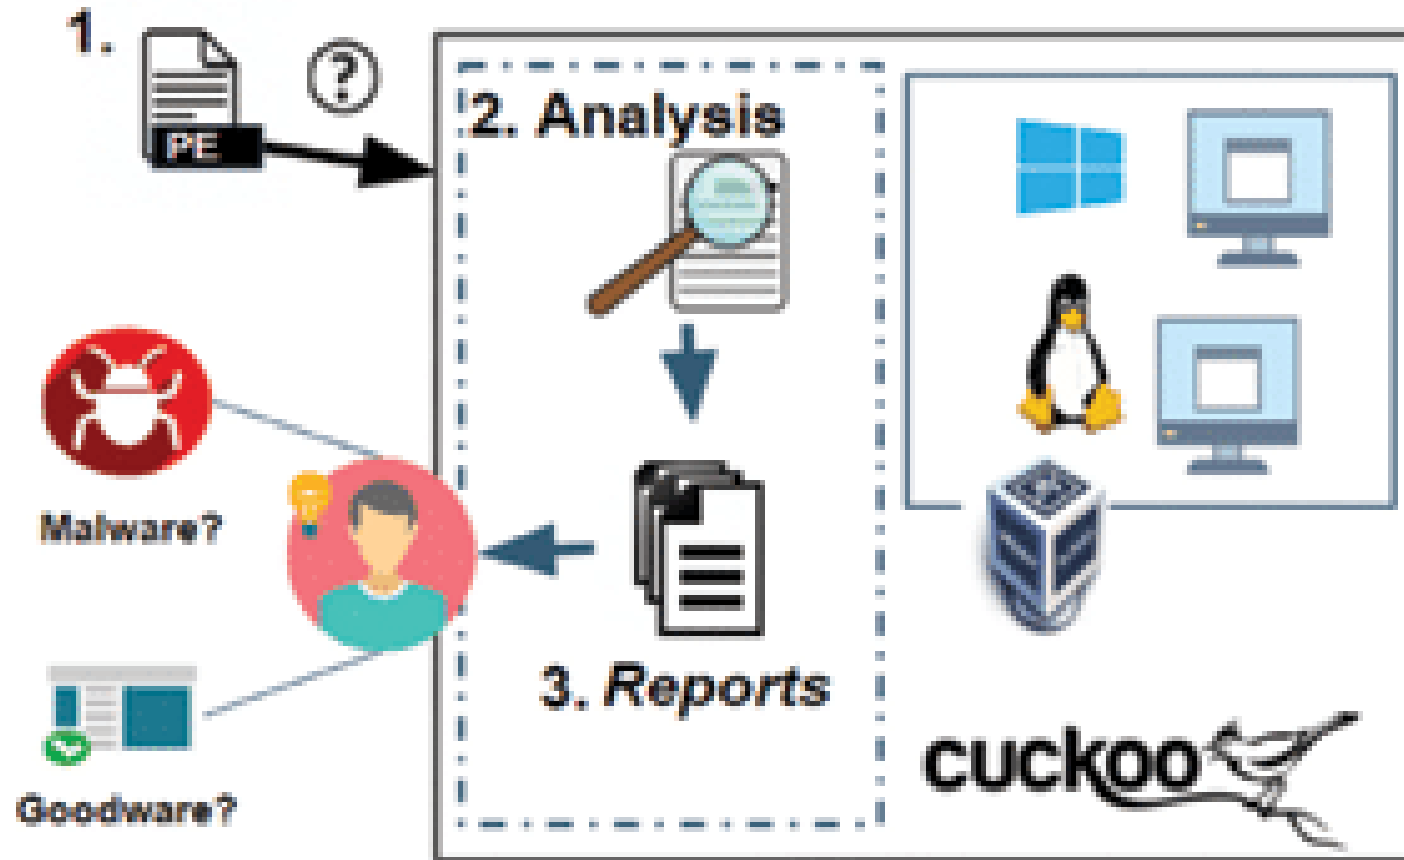 1.
?
PE
2. Analysis
3. Reports
Malware?
Goodware?
cuckoo